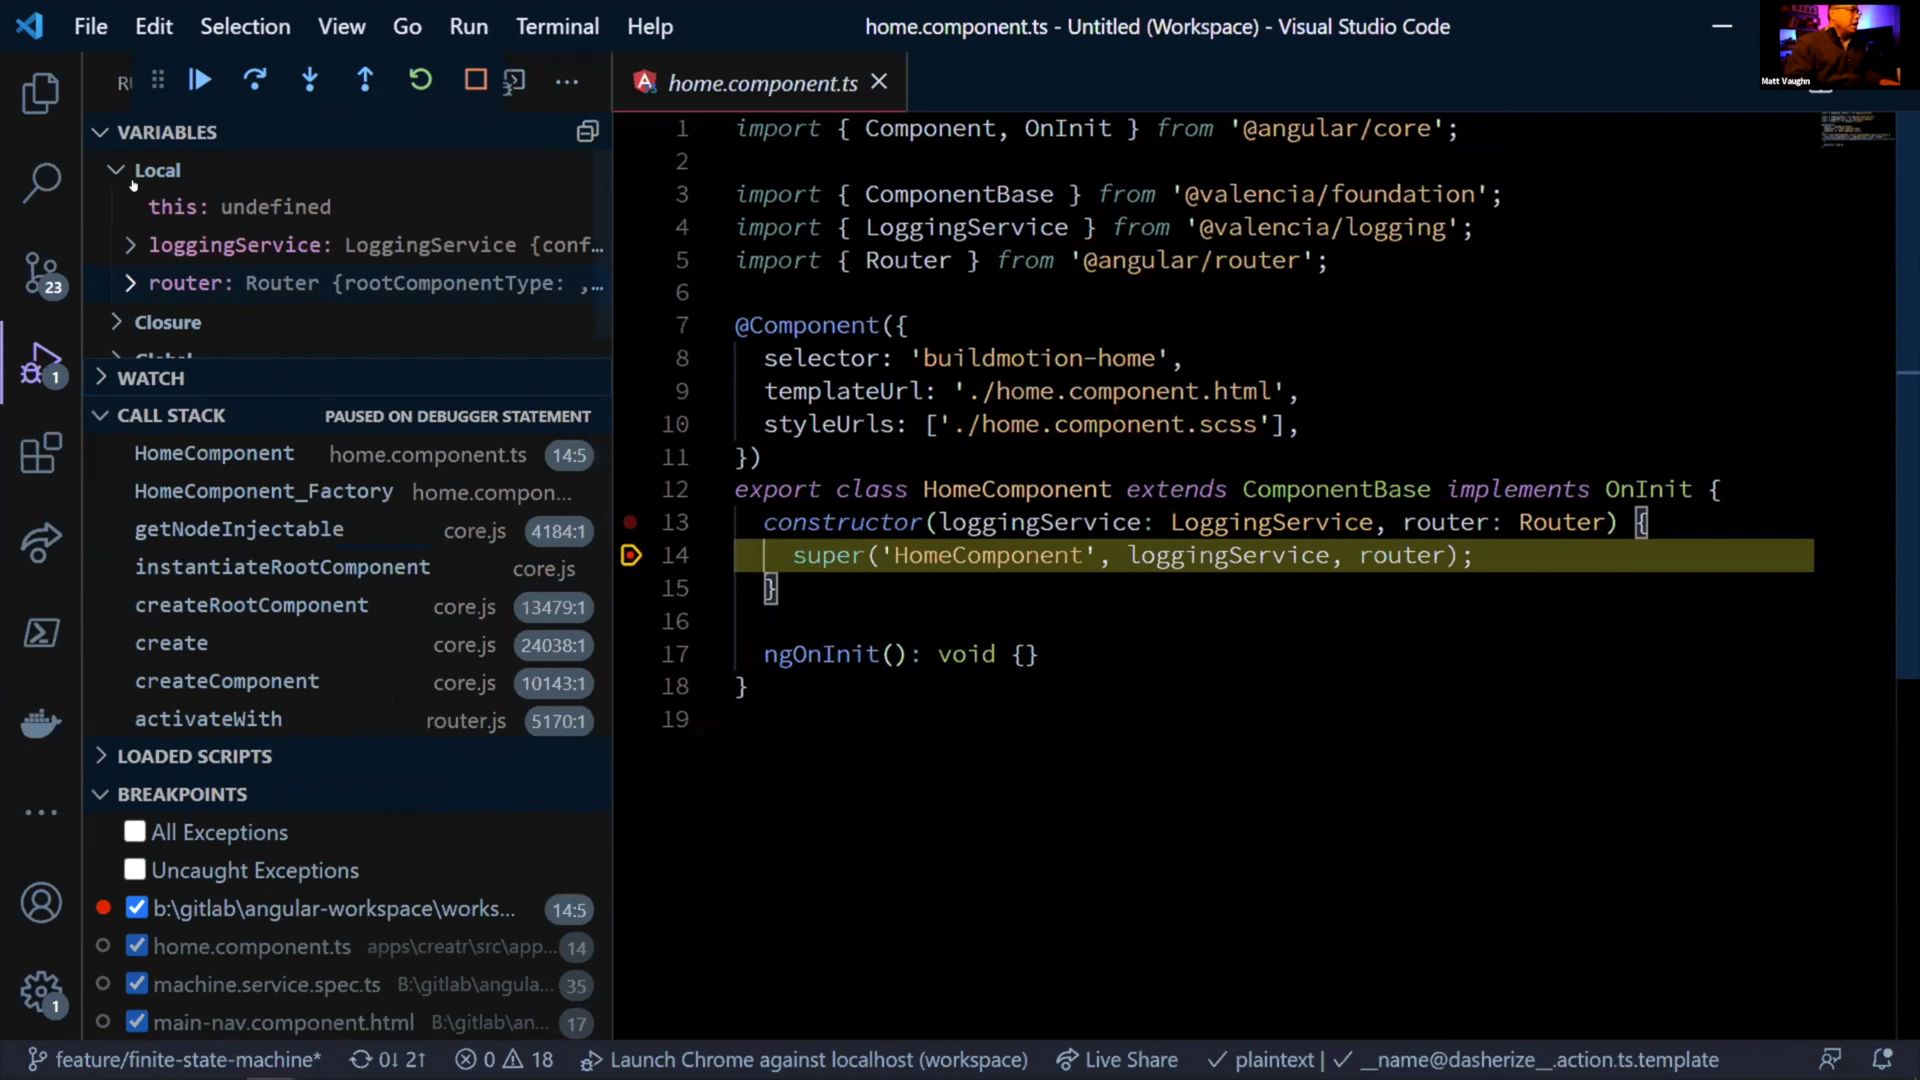 File Edit Selection View Go Run Terminal Help home.component.ts - Untitled (Workspace) - Visual Studio Code
Matt Vaughn
home.component.ts
VARIABLES
Local
this: undefined
loggingService: LoggingService {conf…
router: Router {rootComponentType: ,…
Closure
Global
WATCH
CALL STACK PAUSED ON DEBUGGER STATEMENT
HomeComponent home.component.ts 14:5
HomeComponent_Factory home.compon...
getNodeInjectable core.js 4184:1
instantiateRootComponent core.js
createRootComponent core.js 13479:1
create core.js 24038:1
createComponent core.js 10143:1
activateWith router.js 5170:1
LOADED SCRIPTS
BREAKPOINTS
All Exceptions
Uncaught Exceptions
b:\gitlab\angular-workspace\works... 14:5
home.component.ts apps\creatr\src\app... 14
machine.service.spec.ts B:\gitlab\angula... 35
main-nav.component.html B:\gitlab\an... 17
23
1
1
1 import { Component, OnInit } from '@angular/core';
2
3 import { ComponentBase } from '@valencia/foundation';
4 import { LoggingService } from '@valencia/logging';
5 import { Router } from '@angular/router';
6
7 @Component({
8 selector: 'buildmotion-home',
9 templateUrl: './home.component.html',
10 styleUrls: ['./home.component.scss'],
11 })
12 export class HomeComponent extends ComponentBase implements OnInit {
13 constructor(loggingService: LoggingService, router: Router) {
14 super('HomeComponent', loggingService, router);
15 }
16
17 ngOnInit(): void {}
18 }
19
feature/finite-state-machine* 0↓ 2↑ 0 18 Launch Chrome against localhost (workspace) Live Share plaintext | __name@dasherize__.action.ts.template